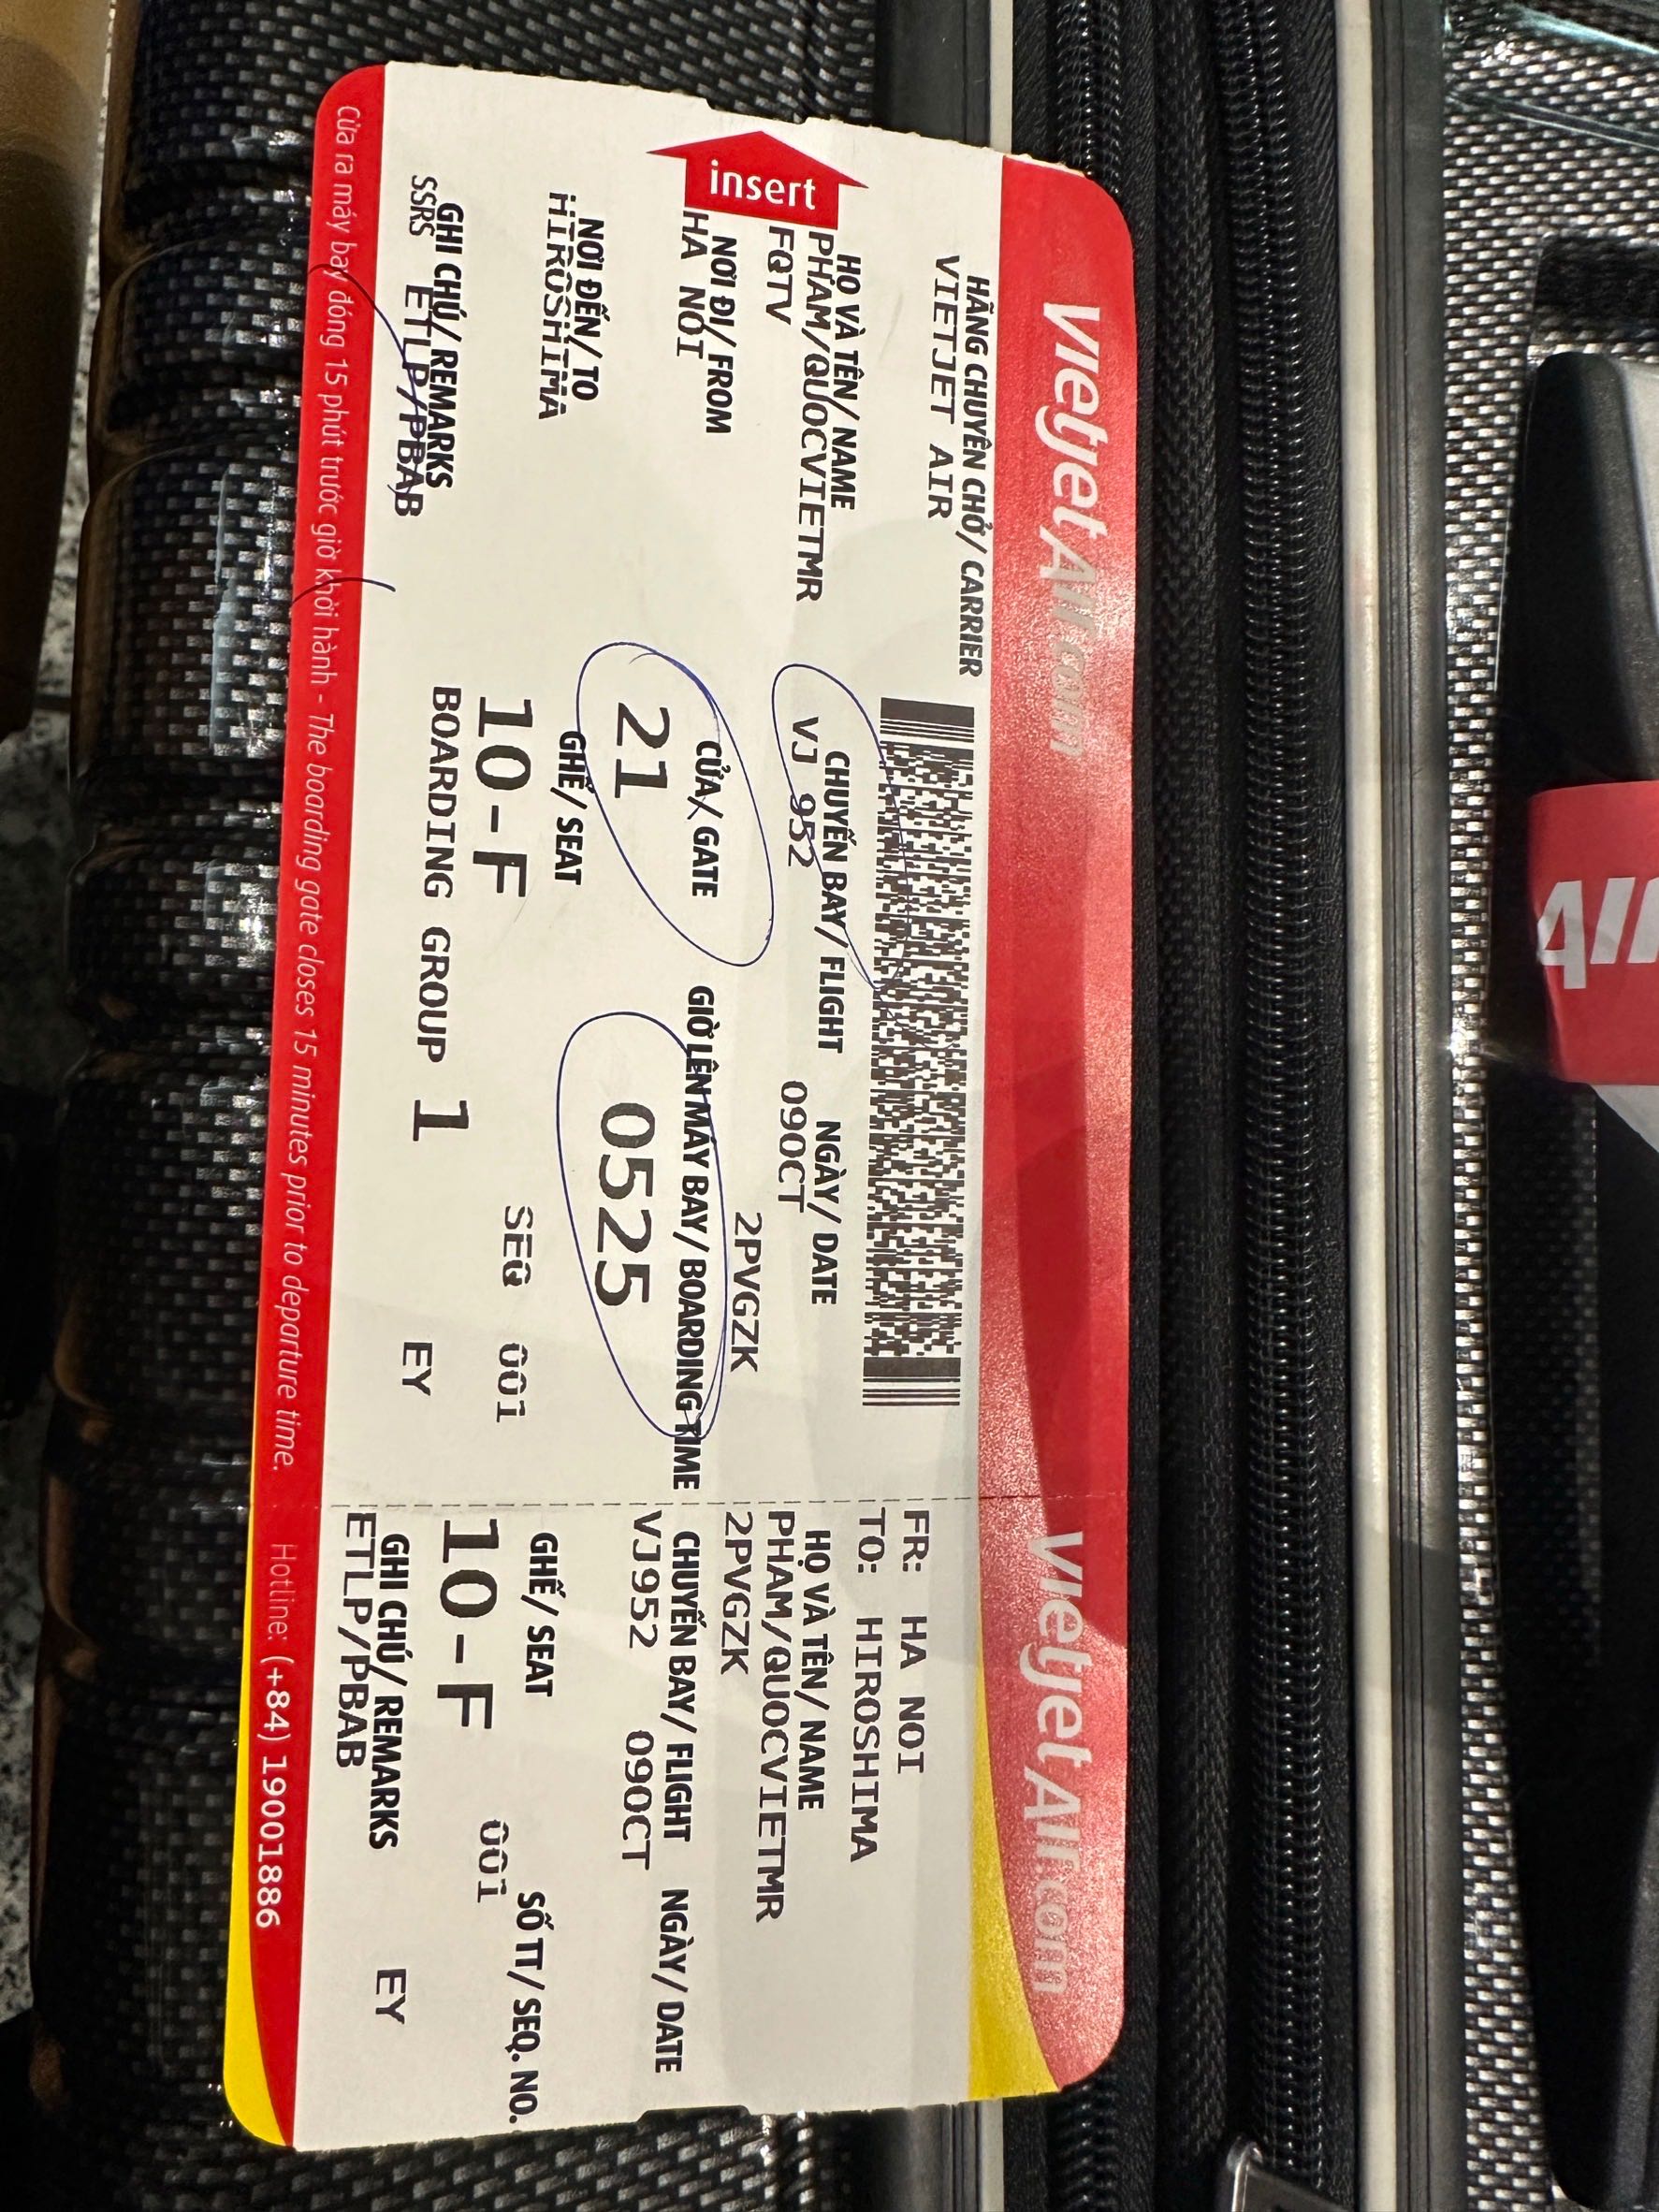 VietjetAir.com
HÃNG CHUYÊN CHỞ/ CARRIER
VIETJET AIR
insert
HỌ VÀ TÊN/ NAME
PHAM/QUOCVIETMR
FQTV
CHUYẾN BAY/ FLIGHT
VJ 952
NGÀY/ DATE
09OCT
2PVGZK
NƠI ĐI/ FROM
HA NOI
CỬA/ GATE
21
GIỜ LÊN MÁY BAY/ BOARDING TIME
0525
NƠI ĐẾN/ TO
HIROSHIMA
GHẾ/ SEAT
10-F
SEQ 001
GHI CHÚ/ REMARKS
SSRS ETLP/PBAB
BOARDING GROUP 1
EY
Cửa ra máy bay đóng 15 phút trước giờ khởi hành - The boarding gate closes 15 minutes prior to departure time.
VietjetAir.com
FR: HA NOI
TO: HIROSHIMA
HỌ VÀ TÊN/ NAME
PHAM/QUOCVIETMR
2PVGZK
CHUYẾN BAY/ FLIGHT NGÀY/ DATE
VJ952 09OCT
GHẾ/ SEAT
SỐ TT/ SEQ. NO.
10-F 001
GHI CHÚ/ REMARKS
ETLP/PBAB EY
Hotline: (+84) 19001886